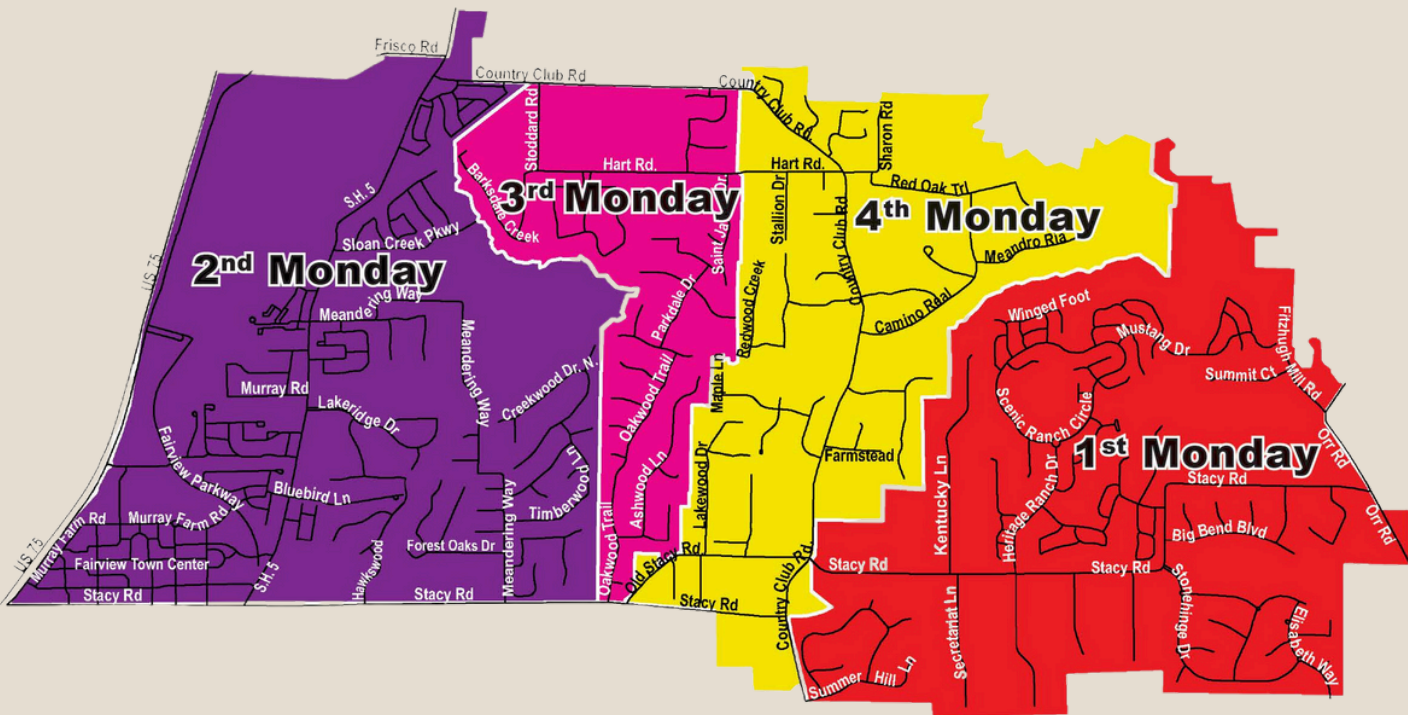 Frisco Rd
Country Club Rd
Country Club Rd.
Stoddard Rd
Sharon Rd
Hart Rd.
Hart Rd.
Barksdale Creek
3rd Monday
Saint Ja Dr.
Stallion Dr
Red Oak Trl
4th Monday
S.H. 5
Sloan Creek Pkwy
Country Club Rd
Meandro Ria
2nd Monday
US 75
Meandering Way
Parkdale Dr
Redwood Creek
Camino Real
Winged Foot
Mustang Dr
Fitzhugh Mill Rd
Meandering Way
Murray Rd
Lakeridge Dr
Creekwood Dr. N.
Oakwood Trail
Maple Ln
Scenic Ranch Circle
Summit Ct
Fairview Parkway
Timberwood Ln
Ashwood Ln
Lakewood Dr
Farmstead
Kentucky Ln
Heritage Ranch Dr
1st Monday
Orr Rd
Stacy Rd
Bluebird Ln
Murray Farm Rd
Murray Farm Rd
Meandering Way
Oakwood Trail
Big Bend Blvd
Orr Rd
US 75
Fairview Town Center
S.H. 5
Hawkswood
Forest Oaks Dr
Old Stacy Rd
Country Club Rd
Stacy Rd
Stacy Rd
Stonehinge Dr
Stacy Rd
Stacy Rd
Stacy Rd
Secretariat Ln
Elisabeth Way
Summer Hill Ln